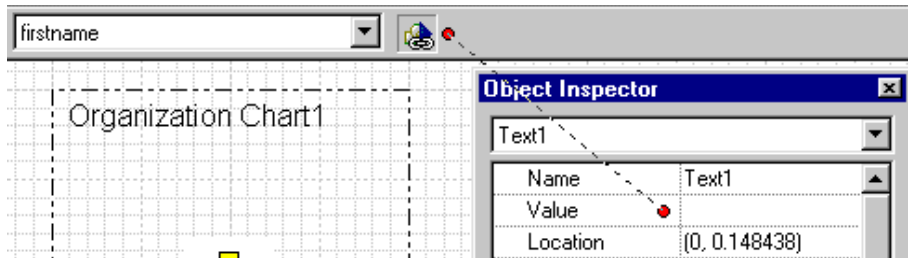 firstname
Object Inspector
Organization Chart1
Text1
Name Text1
Value
Location (0, 0.148438)